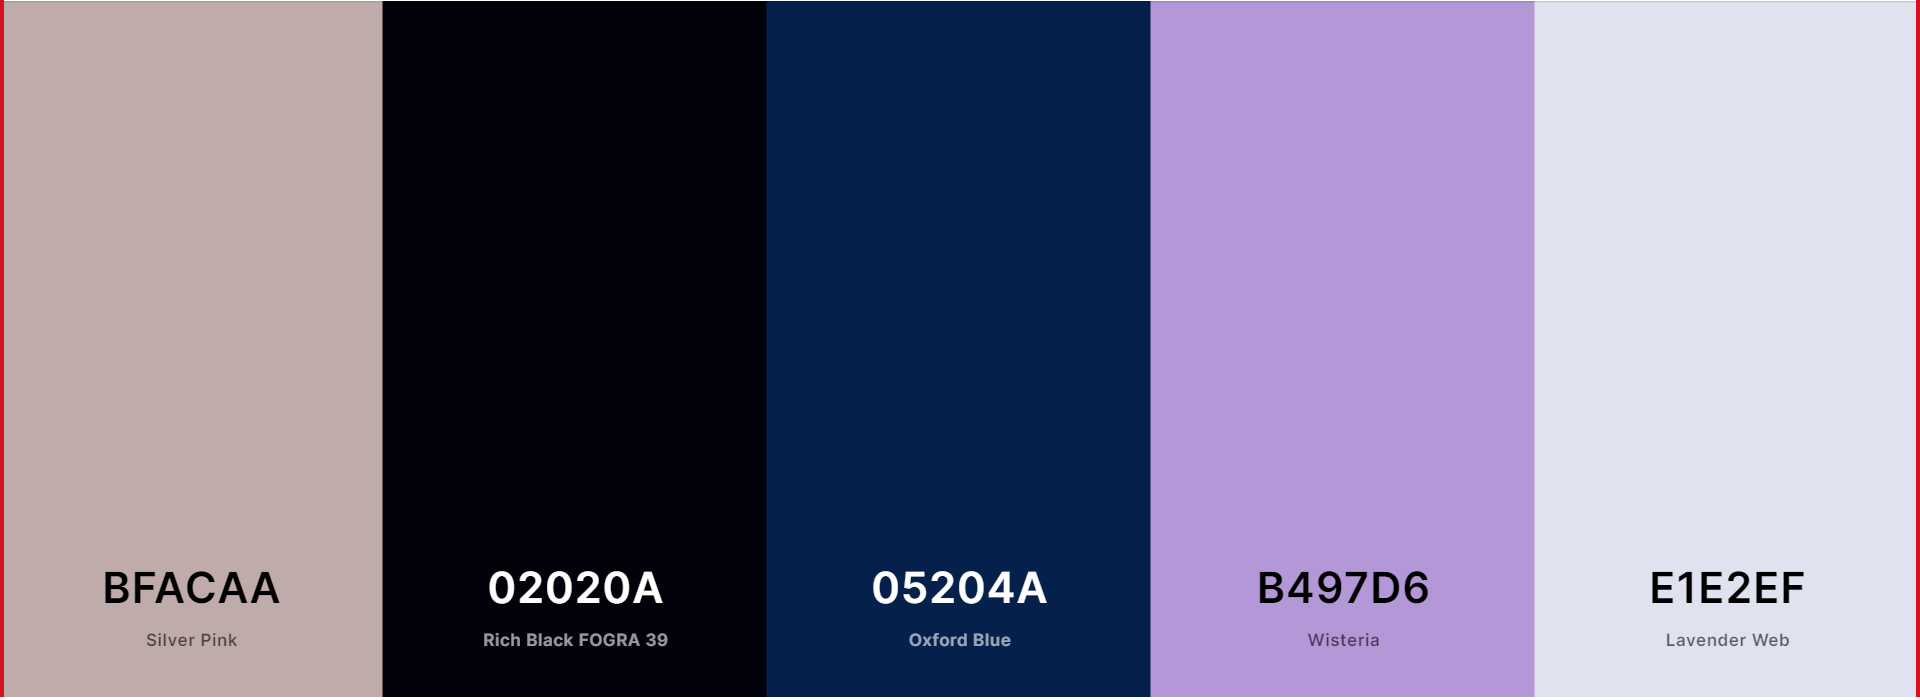 BFACAA
Silver Pink
02020A
Rich Black FOGRA 39
05204A
Oxford Blue
B497D6
Wisteria
E1E2EF
Lavender Web